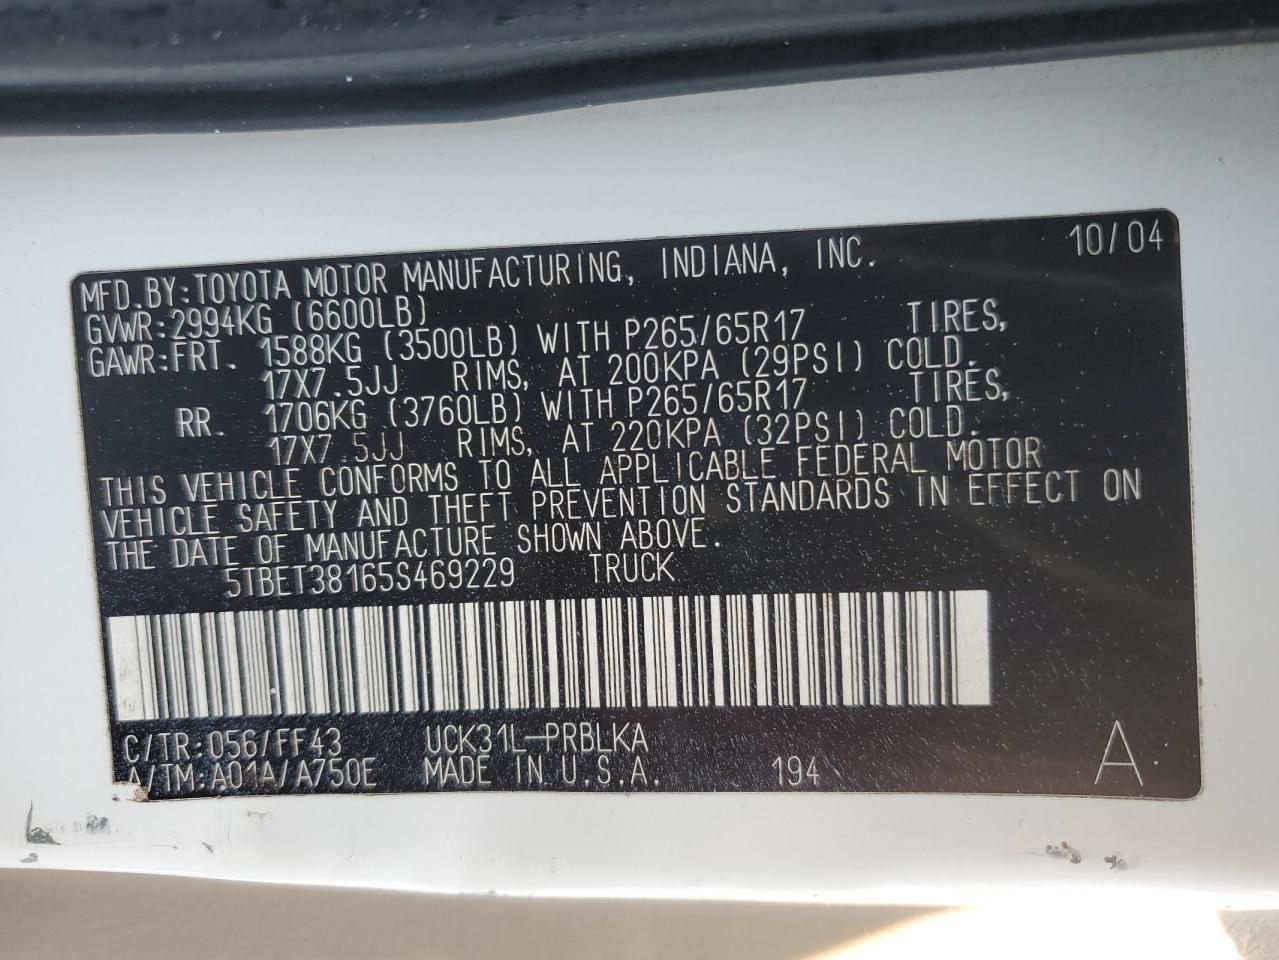 MFD.BY:TOYOTA MOTOR MANUFACTURING, INDIANA, INC. 10/04
GVWR:2994KG (6600LB)
GAWR:FRT. 1588KG (3500LB) WITH P265/65R17 TIRES,
17X7.5JJ RIMS, AT 200KPA (29PSI) COLD.
RR. 1706KG (3760LB) WITH P265/65R17 TIRES,
17X7.5JJ RIMS, AT 220KPA (32PSI) COLD.
THIS VEHICLE CONFORMS TO ALL APPLICABLE FEDERAL MOTOR
VEHICLE SAFETY AND THEFT PREVENTION STANDARDS IN EFFECT ON
THE DATE OF MANUFACTURE SHOWN ABOVE.
5TBET38165S469229 TRUCK
C/TR:056/FF43 UCK31L-PRBLKA
A/TM:A01A/A750E MADE IN U.S.A. 194 A